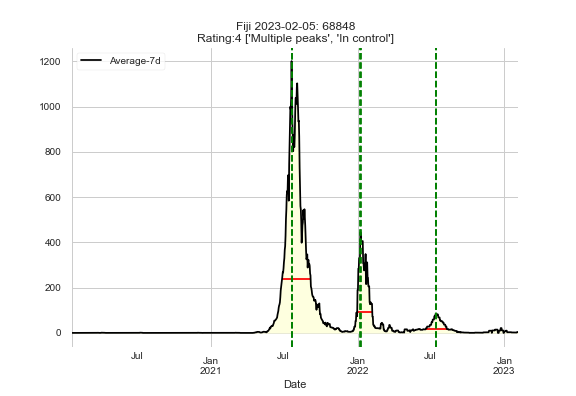 Fiji 2023-02-05: 68848
Rating:4 ['Multiple peaks', 'In control']
Average-7d
1200
1000
800
600
400
200
0
Jul
Jan
2021
Jul
Jan
2022
Jul
Jan
2023
Date